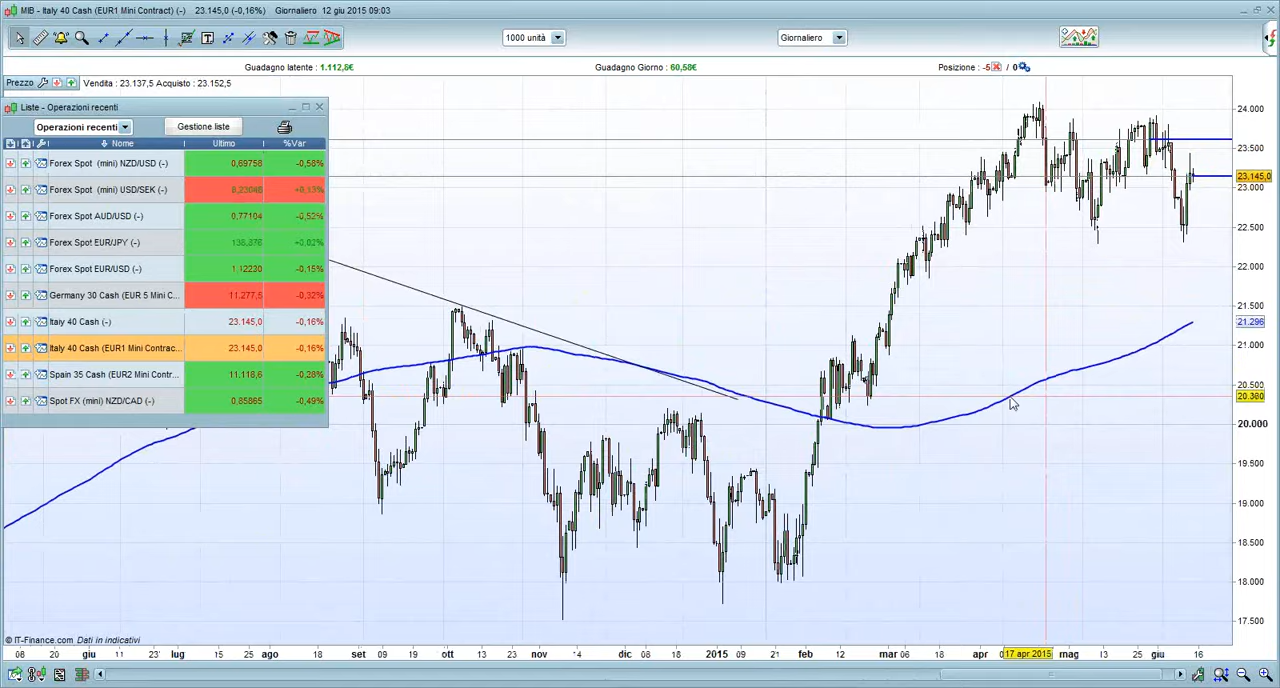 MIB - Italy 40 Cash (EUR1 Mini Contract) (-) 23.145,0 (-0,16%) Giornaliero 12 giu 2015 09:03
1000 unità Giornaliero
Guadagno latente : 1.112,8€ Guadagno Giorno : 60,58€ Posizione : -5 / 0
Prezzo Vendita : 23.137,5 Acquisto : 23.152,5
Liste - Operazioni recenti
Operazioni recenti Gestione liste
Nome Ultimo %Var
Forex Spot (mini) NZD/USD (-) 0,69758 -0,58%
Forex Spot (mini) USD/SEK (-) +0,13%
Forex Spot AUD/USD (-) 0,77104 -0,52%
Forex Spot EUR/JPY (-) 138,876 +0,02%
Forex Spot EUR/USD (-) 1,12230 -0,15%
Germany 30 Cash (EUR 5 Mini C... 11.277,5 -0,32%
Italy 40 Cash (-) 23.145,0 -0,16%
Italy 40 Cash (EUR1 Mini Contrac... 23.145,0 -0,16%
Spain 35 Cash (EUR2 Mini Contr... 11.118,6 -0,28%
Spot FX (mini) NZD/CAD (-) 0,85865 -0,49%
24.000
23.500
23.145,0
23.000
22.500
22.000
21.500
21.296
21.000
20.500
20.380
20.000
19.500
19.000
18.500
18.000
17.500
© IT-Finance.com Dati in indicativi
08 20 giu 11 23 lug 14 25 ago 18 set 09 19 ott 14 23 nov 12 21 dic 08 18 2015 09 21 feb 12 mar 06 18 apr 17 apr 2015 mag 13 25 giu 16